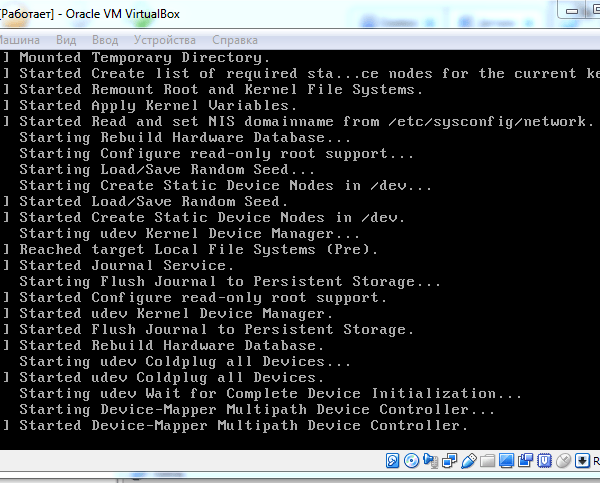 [Работает] - Oracle VM VirtualBox
Машина Вид Ввод Устройства Справка
] Mounted Temporary Directory.
] Started Create list of required sta...ce nodes for the current ke
] Started Remount Root and Kernel File Systems.
] Started Apply Kernel Variables.
] Started Read and set NIS domainname from /etc/sysconfig/network.
Starting Rebuild Hardware Database...
Starting Configure read-only root support...
Starting Load/Save Random Seed...
Starting Create Static Device Nodes in /dev...
] Started Load/Save Random Seed.
] Started Create Static Device Nodes in /dev.
Starting udev Kernel Device Manager...
] Reached target Local File Systems (Pre).
] Started Journal Service.
Starting Flush Journal to Persistent Storage...
] Started Configure read-only root support.
] Started udev Kernel Device Manager.
] Started Flush Journal to Persistent Storage.
] Started Rebuild Hardware Database.
Starting udev Coldplug all Devices...
] Started udev Coldplug all Devices.
Starting udev Wait for Complete Device Initialization...
Starting Device-Mapper Multipath Device Controller...
] Started Device-Mapper Multipath Device Controller.
R